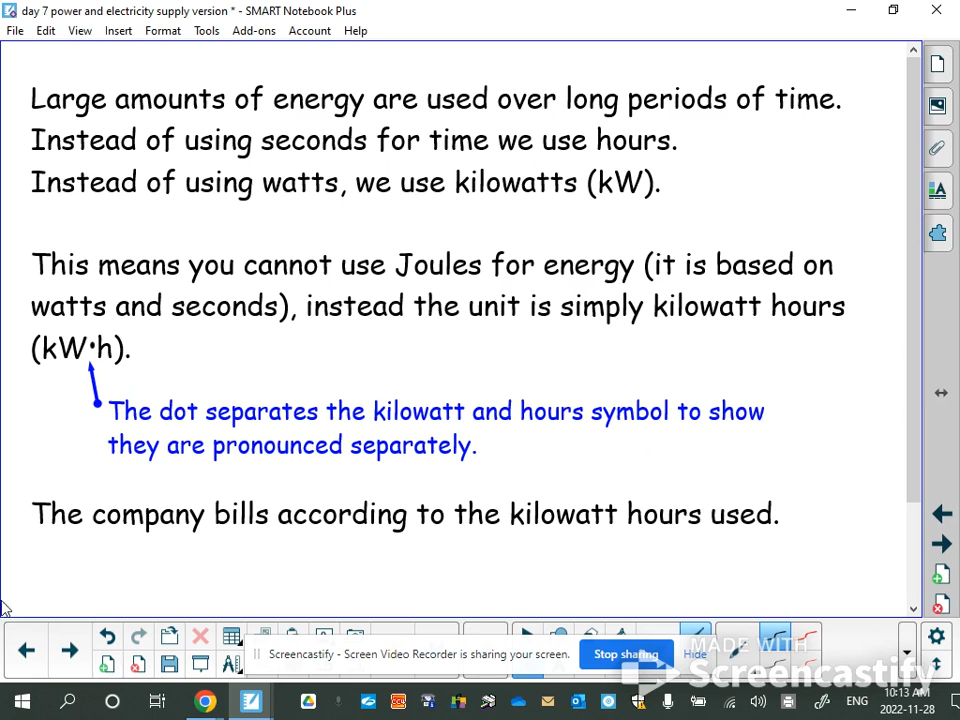 day 7 power and electricity supply version * - SMART Notebook Plus
File Edit View Insert Format Tools Add-ons Account Help
Large amounts of energy are used over long periods of time.
Instead of using seconds for time we use hours.
Instead of using watts, we use kilowatts (kW).
This means you cannot use Joules for energy (it is based on
watts and seconds), instead the unit is simply kilowatt hours
(kW•h).
The dot separates the kilowatt and hours symbol to show
they are pronounced separately.
The company bills according to the kilowatt hours used.
Screencastify - Screen Video Recorder is sharing your screen.
Stop sharing
Hide
MADE WITH
Screencastify
ENG
10:13 AM
2022-11-28